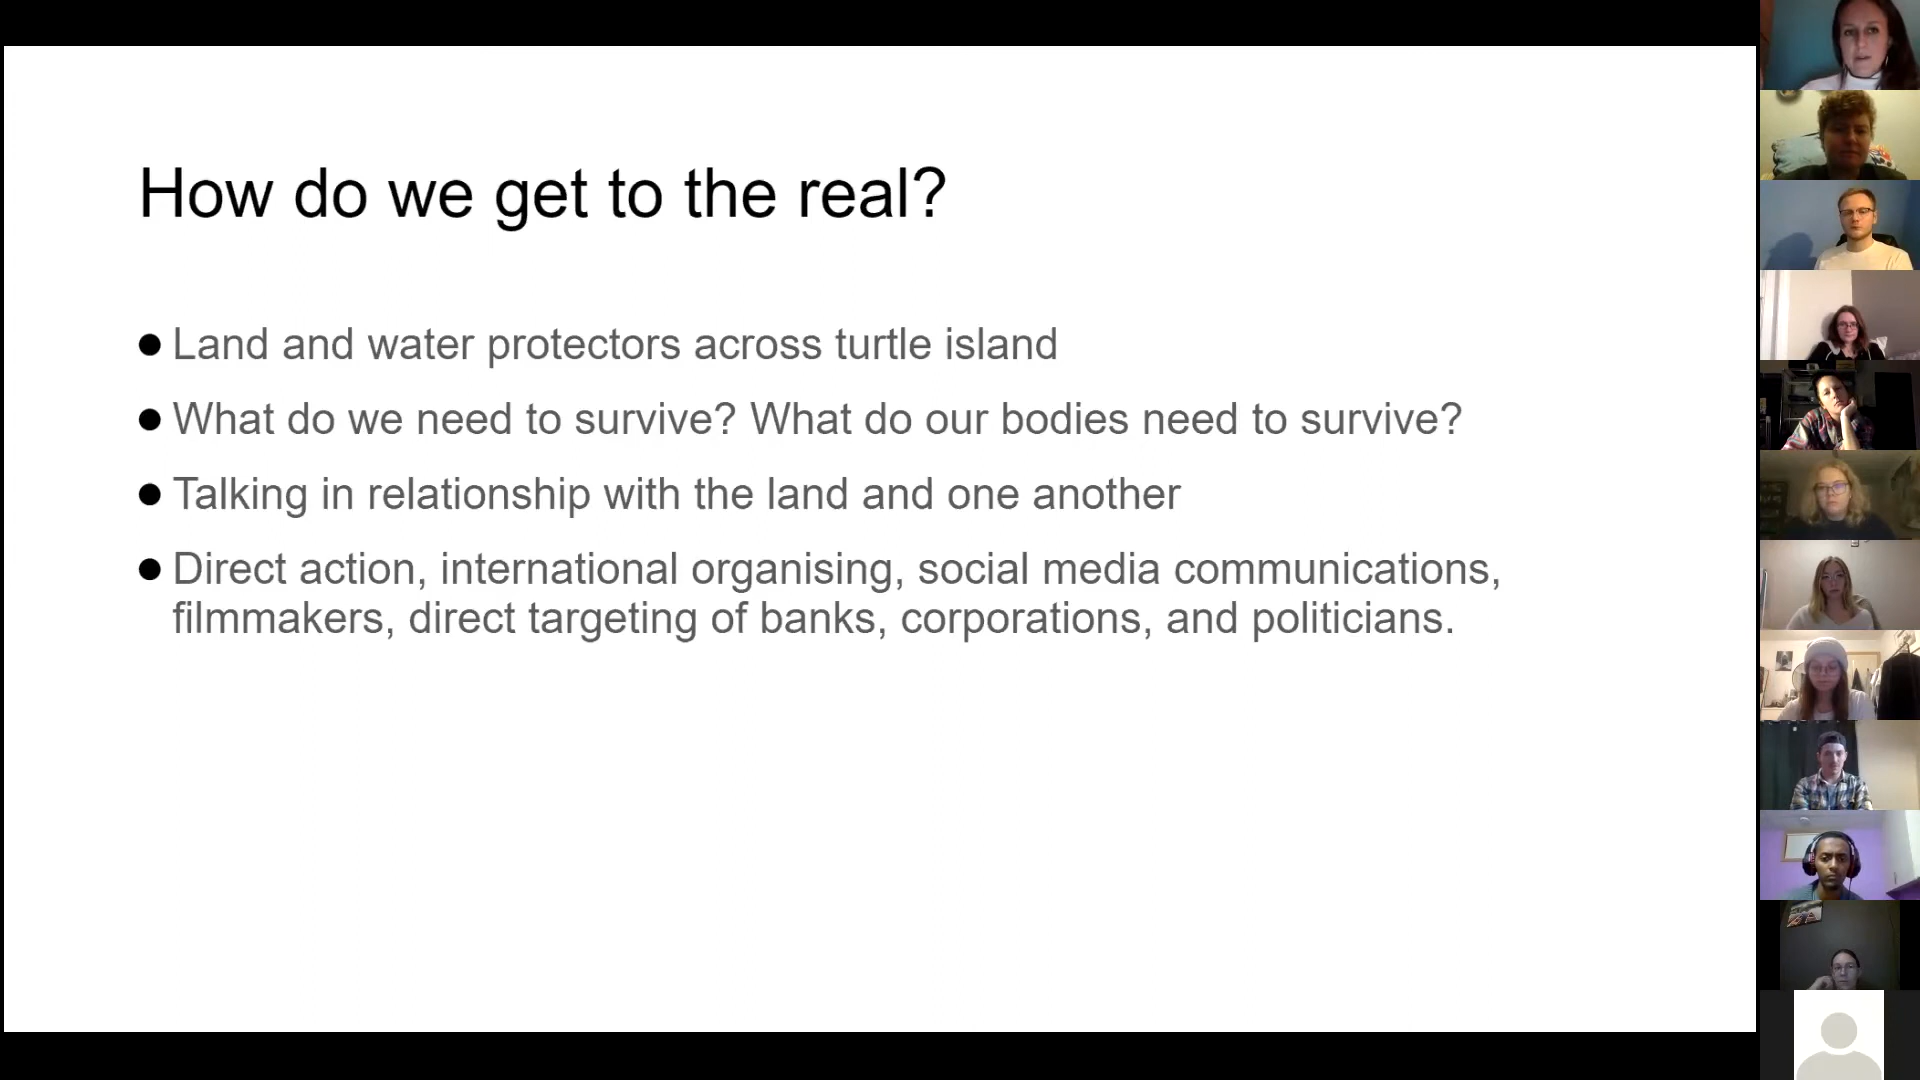 How do we get to the real?
Land and water protectors across turtle island
What do we need to survive? What do our bodies need to survive?
Talking in relationship with the land and one another
Direct action, international organising, social media communications,
filmmakers, direct targeting of banks, corporations, and politicians.